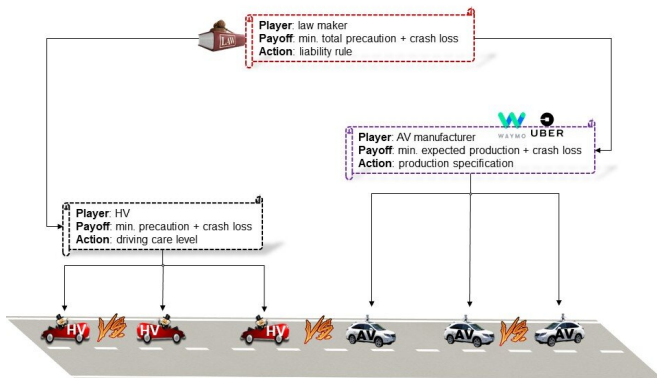 LAW
Player: law maker
Payoff: min. total precaution + crash loss
Action: liability rule
WAYMO
UBER
Player: AV manufacturer
Payoff: min. expected production + crash loss
Action: production specification
Player: HV
Payoff: min. precaution + crash loss
Action: driving care level
HV VS. HV HV VS. AV AV VS. AV